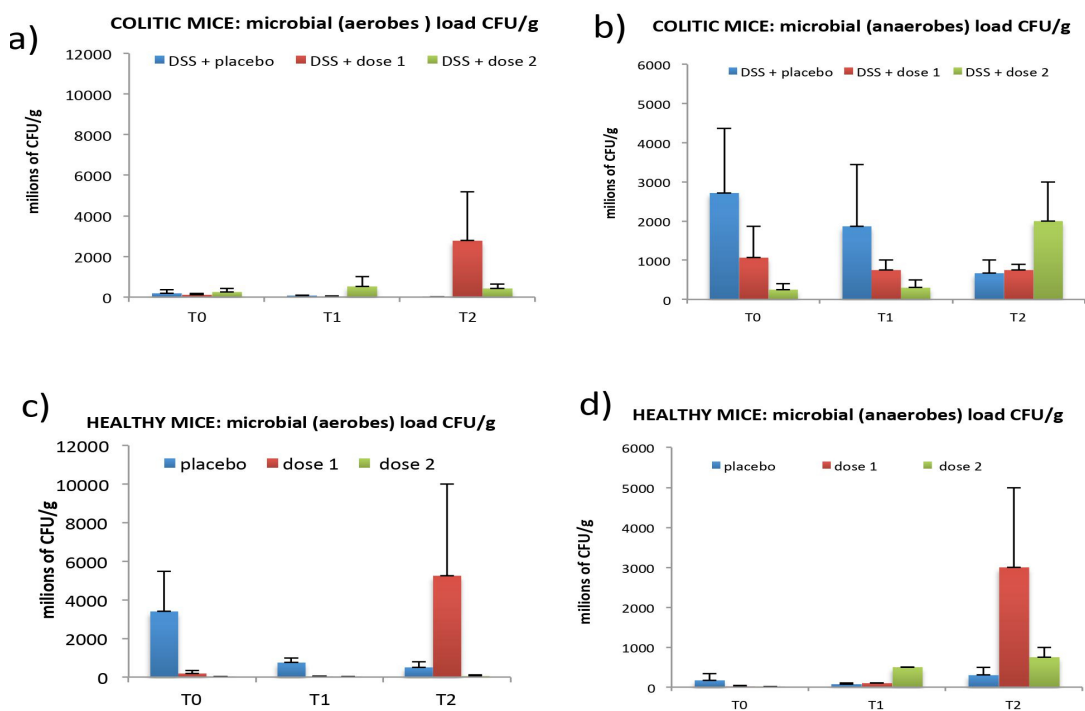 a)
COLITIC MICE: microbial (aerobes ) load CFU/g
DSS + placebo DSS + dose 1 DSS + dose 2
milions of CFU/g
12000
10000
8000
6000
4000
2000
0
T0 T1 T2
b)
COLITIC MICE: microbial (anaerobes) load CFU/g
DSS + placebo DSS + dose 1 DSS + dose 2
milions of CFU/g
6000
5000
4000
3000
2000
1000
0
T0 T1 T2
c)
HEALTHY MICE: microbial (aerobes) load CFU/g
placebo dose 1 dose 2
milions of CFU/g
12000
10000
8000
6000
4000
2000
0
T0 T1 T2
d)
HEALTHY MICE: microbial (anaerobes) load CFU/g
placebo dose 1 dose 2
milions of CFU/g
6000
5000
4000
3000
2000
1000
0
T0 T1 T2